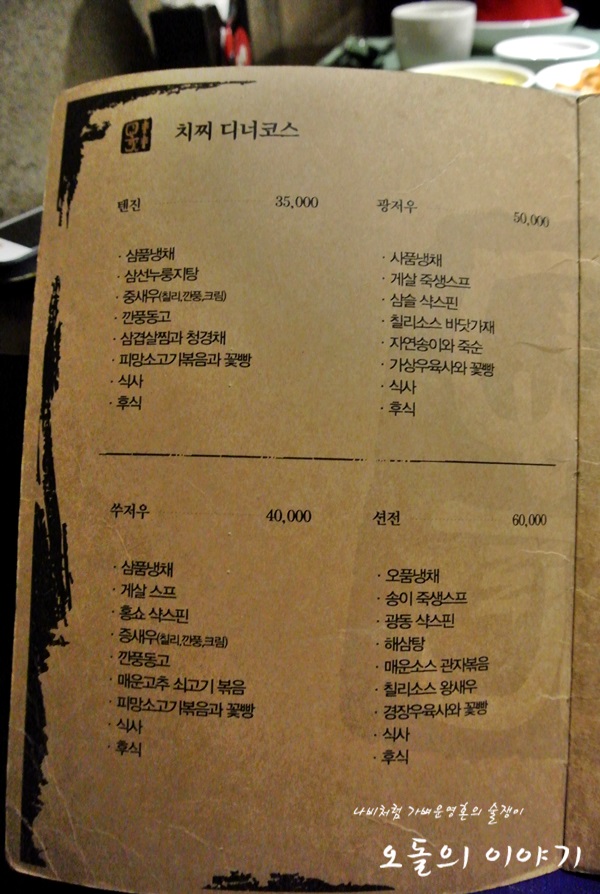 치찌 디너코스
텐진 35,000
· 삼품냉채
· 삼선누룽지탕
· 중새우(칠리,깐풍,크림)
· 깐풍동고
· 삼겹살찜과 청경채
· 피망소고기볶음과 꽃빵
· 식사
· 후식
광저우 50,000
· 사품냉채
· 게살 죽생스프
· 삼슬 샥스핀
· 칠리소스 바닷가재
· 자연송이와 죽순
· 가상우육사와 꽃빵
· 식사
· 후식
쑤저우 40,000
· 삼품냉채
· 게살 스프
· 홍쇼 샥스핀
· 중새우(칠리,깐풍,크림)
· 깐풍동고
· 매운고추 쇠고기 볶음
· 피망소고기볶음과 꽃빵
· 식사
· 후식
션전 60,000
· 오품냉채
· 송이 죽생스프
· 광동 샥스핀
· 해삼탕
· 매운소스 관자볶음
· 칠리소스 왕새우
· 경장우육사와 꽃빵
· 식사
· 후식
나비처럼 가벼운영혼의 술쟁이
오돌의 이야기